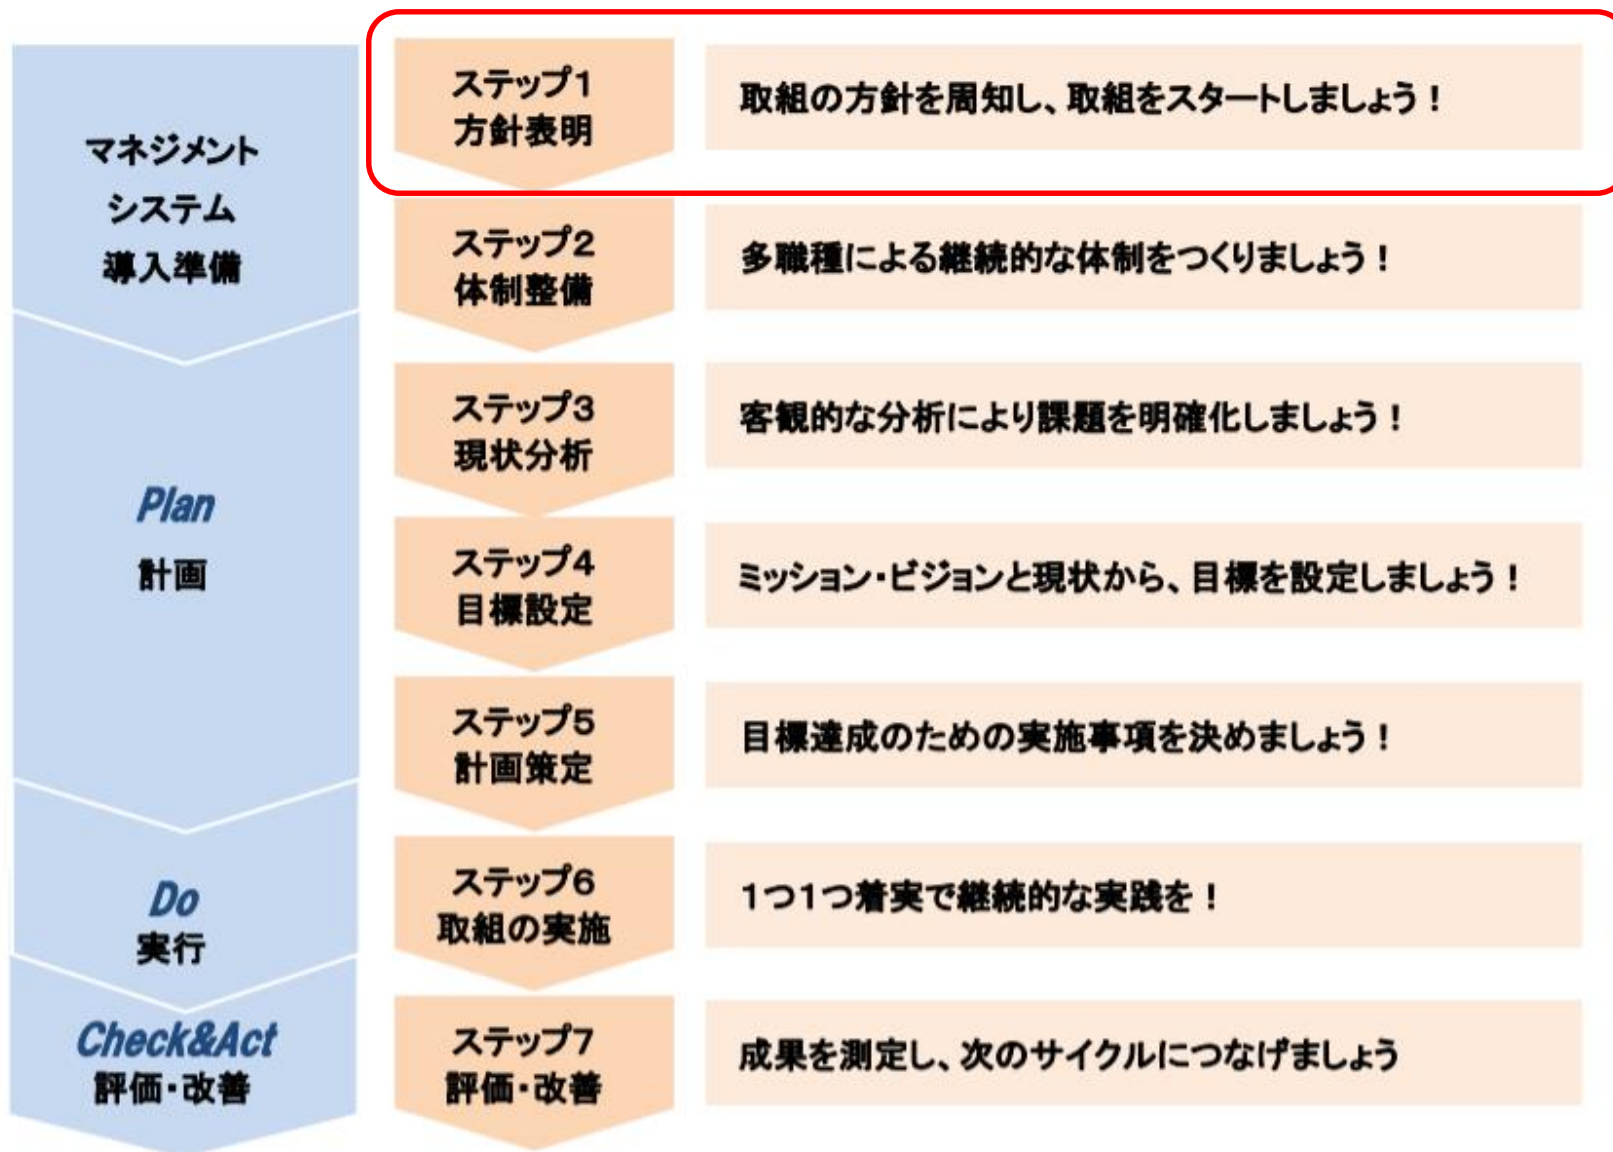 マネジメント
システム
導入準備
ステップ1
方針表明
取組の方針を周知し、取組をスタートしましょう！
ステップ2
体制整備
多職種による継続的な体制をつくりましょう！
Plan
計画
ステップ3
現状分析
客観的な分析により課題を明確化しましょう！
ステップ4
目標設定
ミッション・ビジョンと現状から、目標を設定しましょう！
ステップ5
計画策定
目標達成のための実施事項を決めましょう！
Do
実行
ステップ6
取組の実施
1つ1つ着実で継続的な実践を！
Check&Act
評価・改善
ステップ7
評価・改善
成果を測定し、次のサイクルにつなげましょう